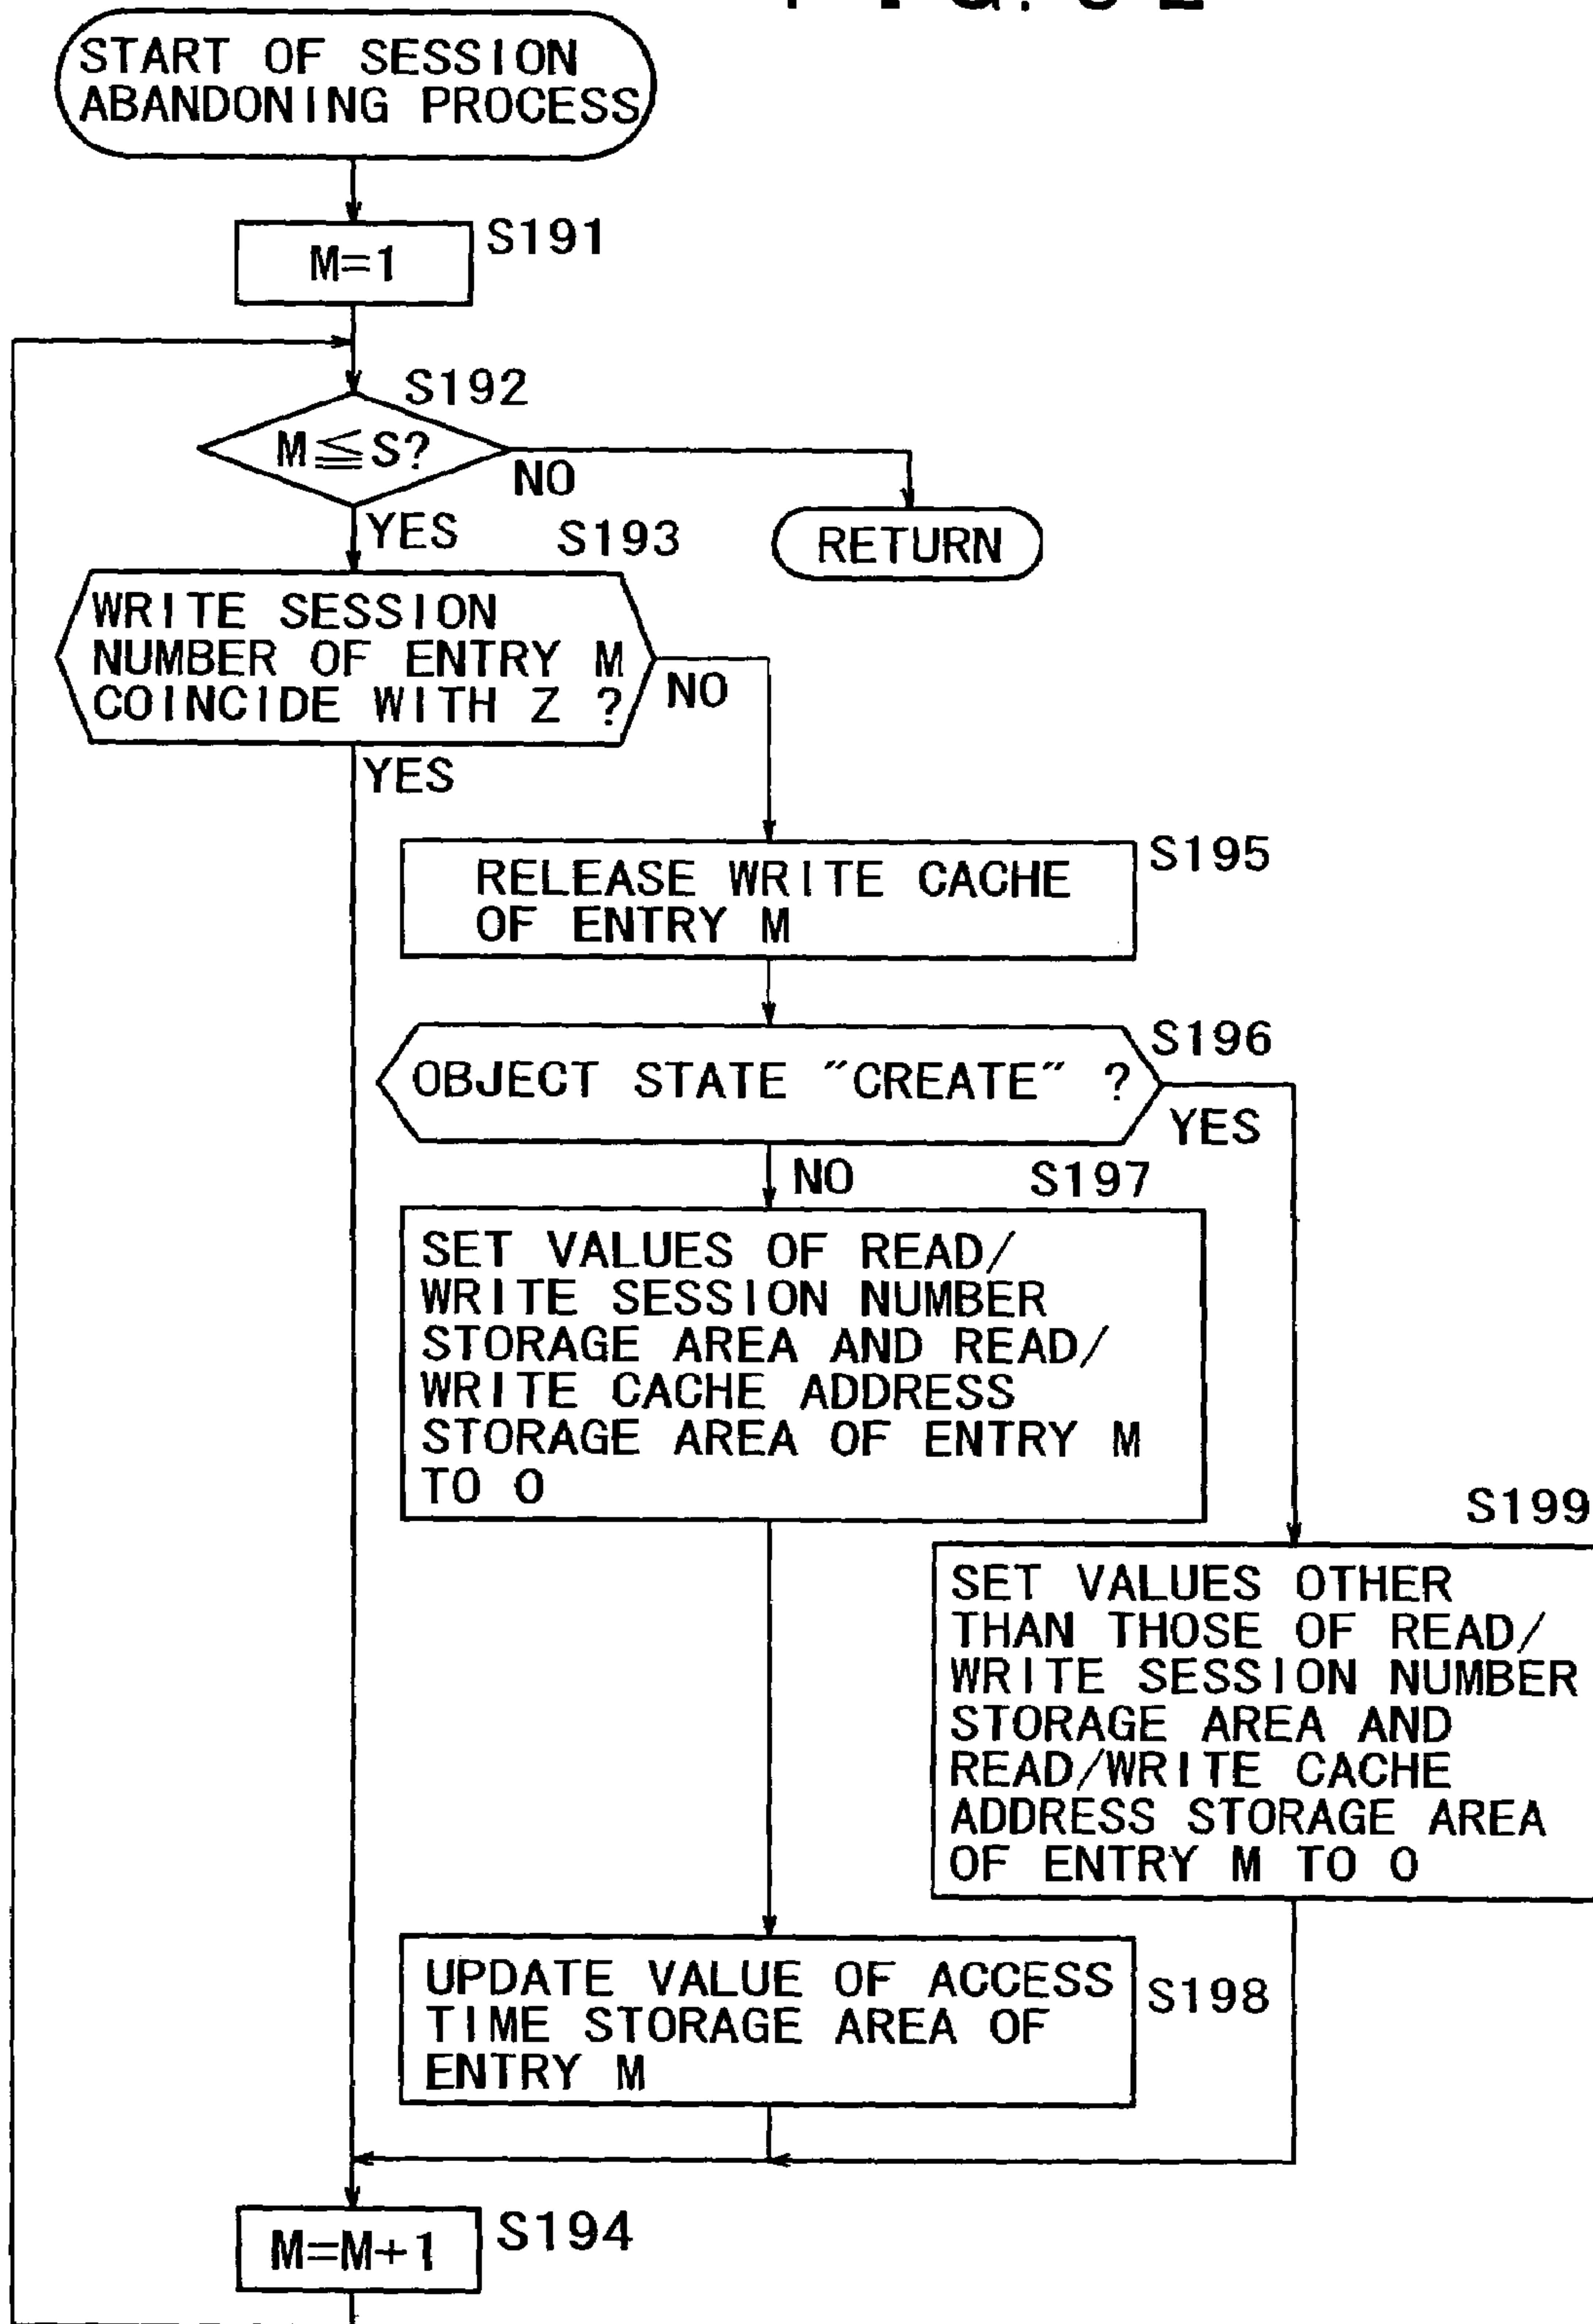 START OF SESSION
ABANDONING PROCESS
M=1
S191
S192
M≦S?
NO
YES
RETURN
S193
WRITE SESSION
NUMBER OF ENTRY M
COINCIDE WITH Z ?
NO
YES
S195
RELEASE WRITE CACHE
OF ENTRY M
S196
OBJECT STATE "CREATE" ?
YES
NO
S197
SET VALUES OF READ/
WRITE SESSION NUMBER
STORAGE AREA AND READ/
WRITE CACHE ADDRESS
STORAGE AREA OF ENTRY M
TO 0
S199
SET VALUES OTHER
THAN THOSE OF READ/
WRITE SESSION NUMBER
STORAGE AREA AND
READ/WRITE CACHE
ADDRESS STORAGE AREA
OF ENTRY M TO 0
UPDATE VALUE OF ACCESS
TIME STORAGE AREA OF
ENTRY M
S198
M=M+1
S194